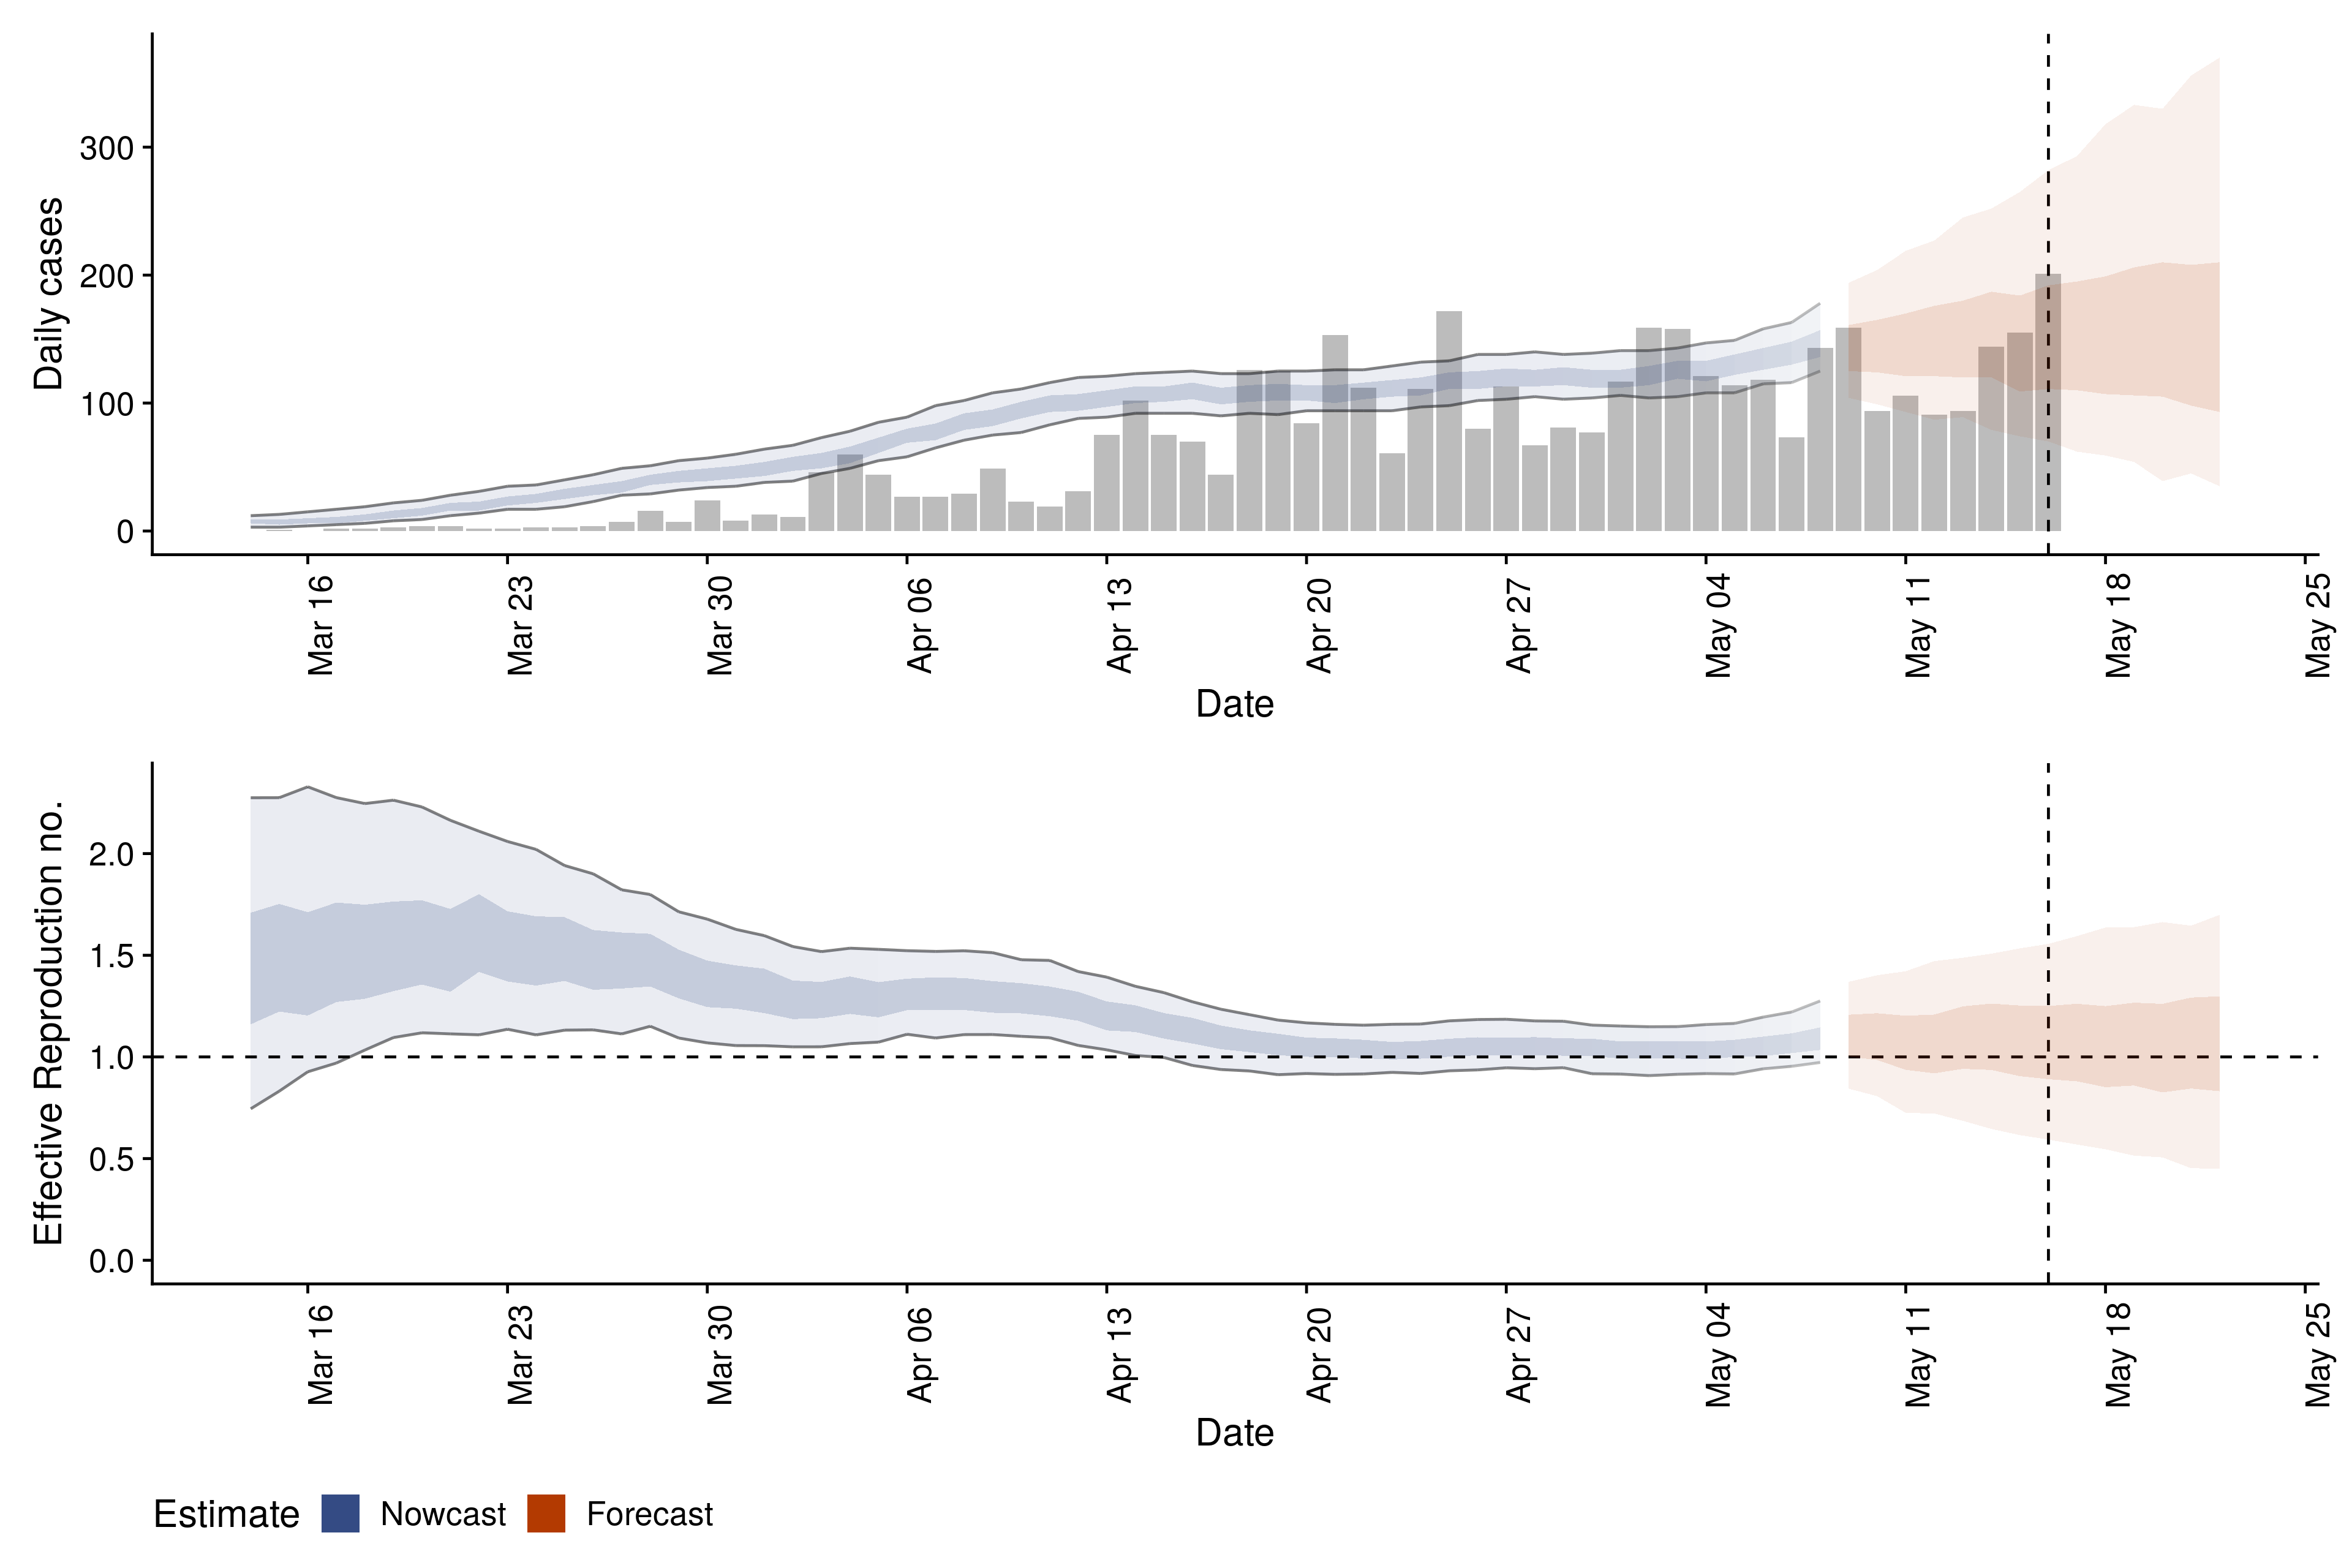 Daily cases
300
200
100
0
Mar 16
Mar 23
Mar 30
Apr 06
Apr 13
Apr 20
Apr 27
May 04
May 11
May 18
May 25
Date
Effective Reproduction no.
2.0
1.5
1.0
0.5
0.0
Mar 16
Mar 23
Mar 30
Apr 06
Apr 13
Apr 20
Apr 27
May 04
May 11
May 18
May 25
Date
Estimate Nowcast Forecast